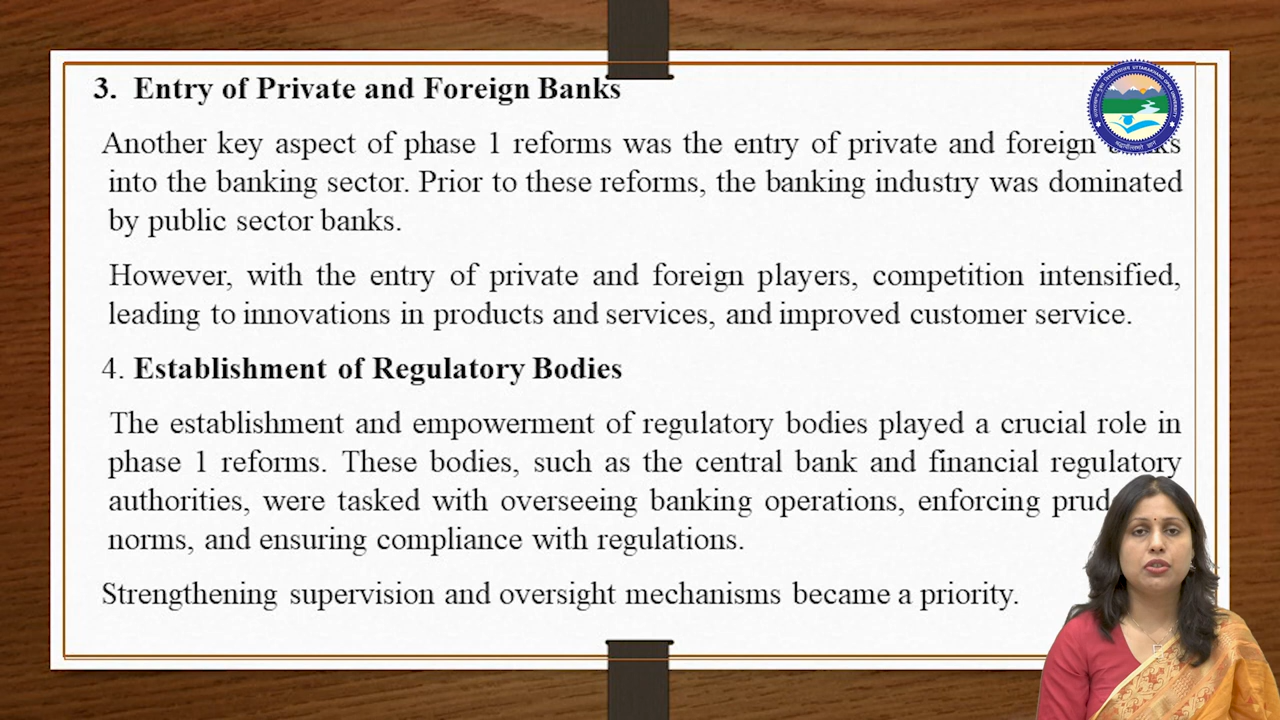 3. Entry of Private and Foreign Banks
Another key aspect of phase 1 reforms was the entry of private and foreign
into the banking sector. Prior to these reforms, the banking industry was dominated
by public sector banks.
However, with the entry of private and foreign players, competition intensified,
leading to innovations in products and services, and improved customer service.
4. Establishment of Regulatory Bodies
The establishment and empowerment of regulatory bodies played a crucial role in
phase 1 reforms. These bodies, such as the central bank and financial regulatory
authorities, were tasked with overseeing banking operations, enforcing
norms, and ensuring compliance with regulations.
Strengthening supervision and oversight mechanisms became a priority.